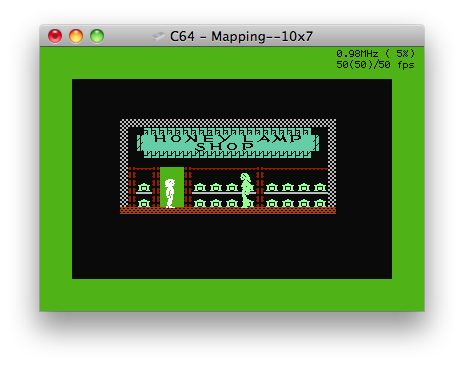 C64 - Mapping--10x7
0.98MHz ( 5%)
50(50)/50 fps
HONEY LAMP
SHOP